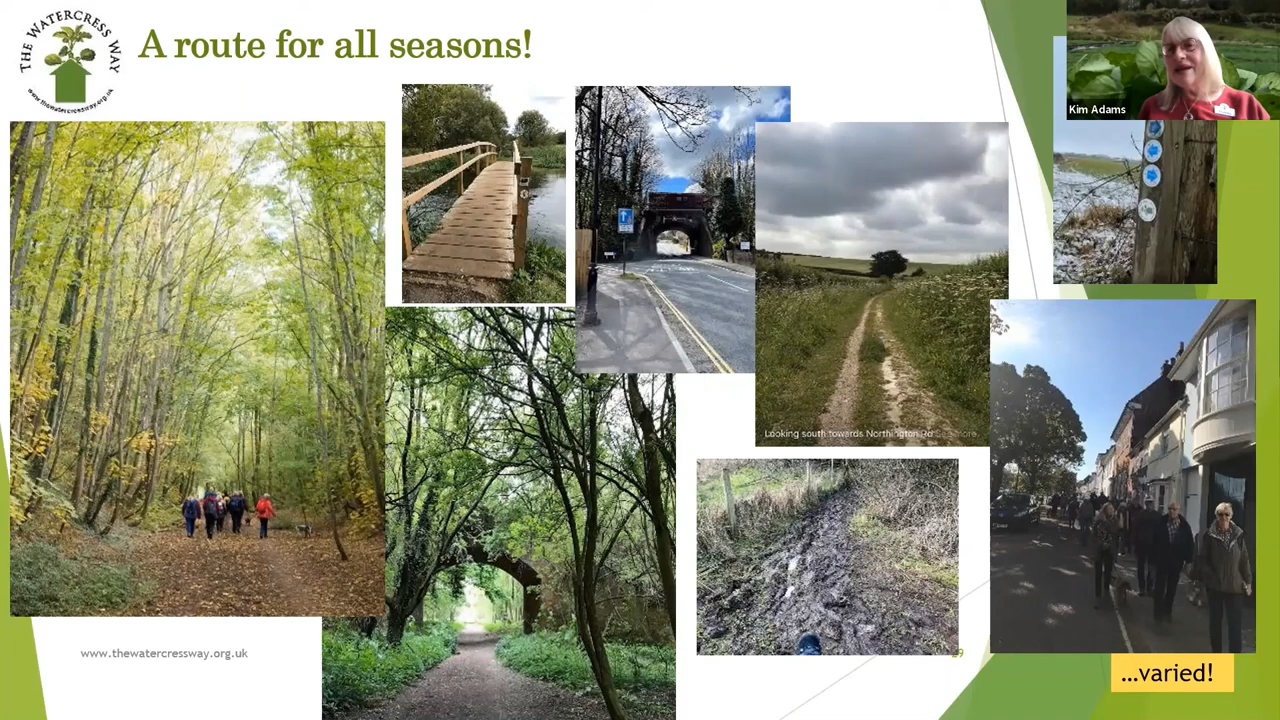 THE WATERCRESS WAY
www.thewatercressway.org.uk
A route for all seasons!
Kim Adams
Looking south towards Northington Rd
www.thewatercressway.org.uk
29
...varied!